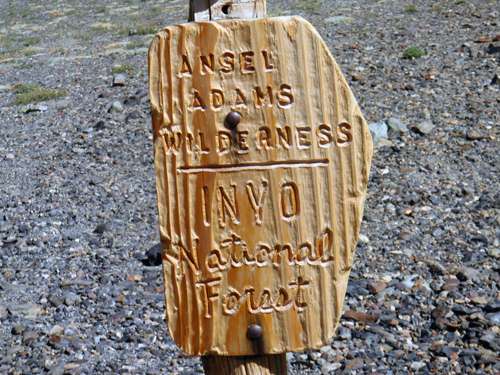 ANSEL
ADAMS
WILDERNESS
INYO
National
Forest